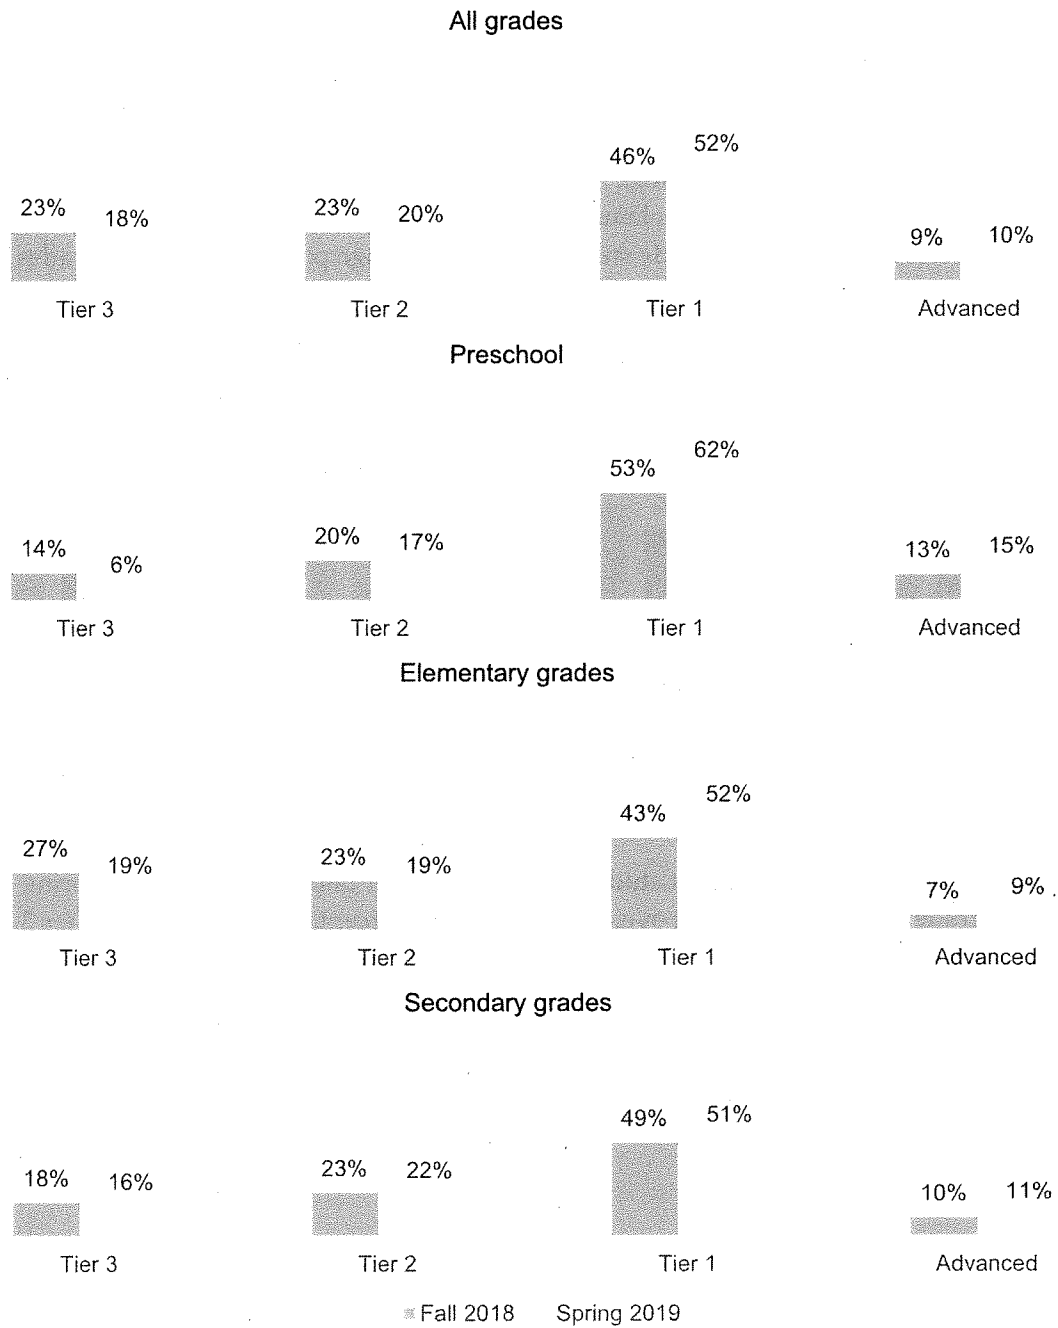 All grades
46% 52%
23% 18% 23% 20%
9% 10%
Tier 3 Tier 2 Tier 1 Advanced
Preschool
53% 62%
14% 6% 20% 17% 13% 15%
Tier 3 Tier 2 Tier 1 Advanced
Elementary grades
43% 52%
27% 19% 23% 19%
7% 9%
Tier 3 Tier 2 Tier 1 Advanced
Secondary grades
49% 51%
18% 16% 23% 22% 10% 11%
Tier 3 Tier 2 Tier 1 Advanced
Fall 2018 Spring 2019